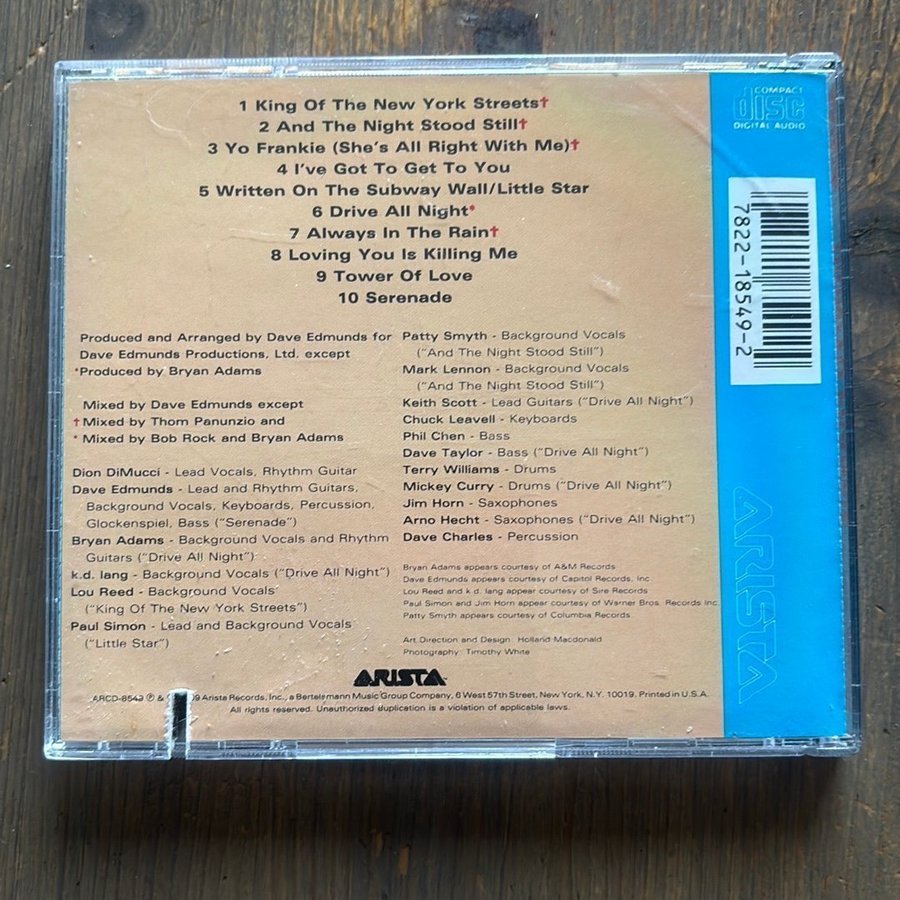 1 King Of The New York Streets†
2 And The Night Stood Still†
3 Yo Frankie (She's All Right With Me)†
4 I've Got To Get To You
5 Written On The Subway Wall/Little Star
6 Drive All Night*
7 Always In The Rain†
8 Loving You Is Killing Me
9 Tower Of Love
10 Serenade
Produced and Arranged by Dave Edmunds for
Dave Edmunds Productions, Ltd. except
*Produced by Bryan Adams
Mixed by Dave Edmunds except
†Mixed by Thom Panunzio and
* Mixed by Bob Rock and Bryan Adams
Dion DiMucci - Lead Vocals, Rhythm Guitar
Dave Edmunds - Lead and Rhythm Guitars,
Background Vocals, Keyboards, Percussion,
Glockenspiel, Bass ("Serenade")
Bryan Adams - Background Vocals and Rhythm
Guitars ("Drive All Night")
k.d. lang - Background Vocals ("Drive All Night")
Lou Reed - Background Vocals
("King Of The New York Streets")
Paul Simon - Lead and Background Vocals
("Little Star")
Patty Smyth - Background Vocals
("And The Night Stood Still")
Mark Lennon - Background Vocals
("And The Night Stood Still")
Keith Scott - Lead Guitars ("Drive All Night")
Chuck Leavell - Keyboards
Phil Chen - Bass
Dave Taylor - Bass ("Drive All Night")
Terry Williams - Drums
Mickey Curry - Drums ("Drive All Night")
Jim Horn - Saxophones
Arno Hecht - Saxophones ("Drive All Night")
Dave Charles - Percussion
Bryan Adams appears courtesy of A&M Records
Dave Edmunds appears courtesy of Capitol Records, Inc
Lou Reed and k.d. lang appear courtesy of Sire Records
Paul Simon and Jim Horn appear courtesy of Warner Bros. Records Inc.
Patty Smyth appears courtesy of Columbia Records
Art Direction and Design: Holland Macdonald
Photography: Timothy White
ARISTA
ARCD-8549 ℗ & 9 Arista Records, Inc., a Bertelsmann Music Group Company, 6 West 57th Street, New York, N.Y. 10019. Printed in U.S.A.
All rights reserved. Unauthorized duplication is a violation of applicable laws.
COMPACT
disc
DIGITAL AUDIO
7822-18549-2
ARISTA